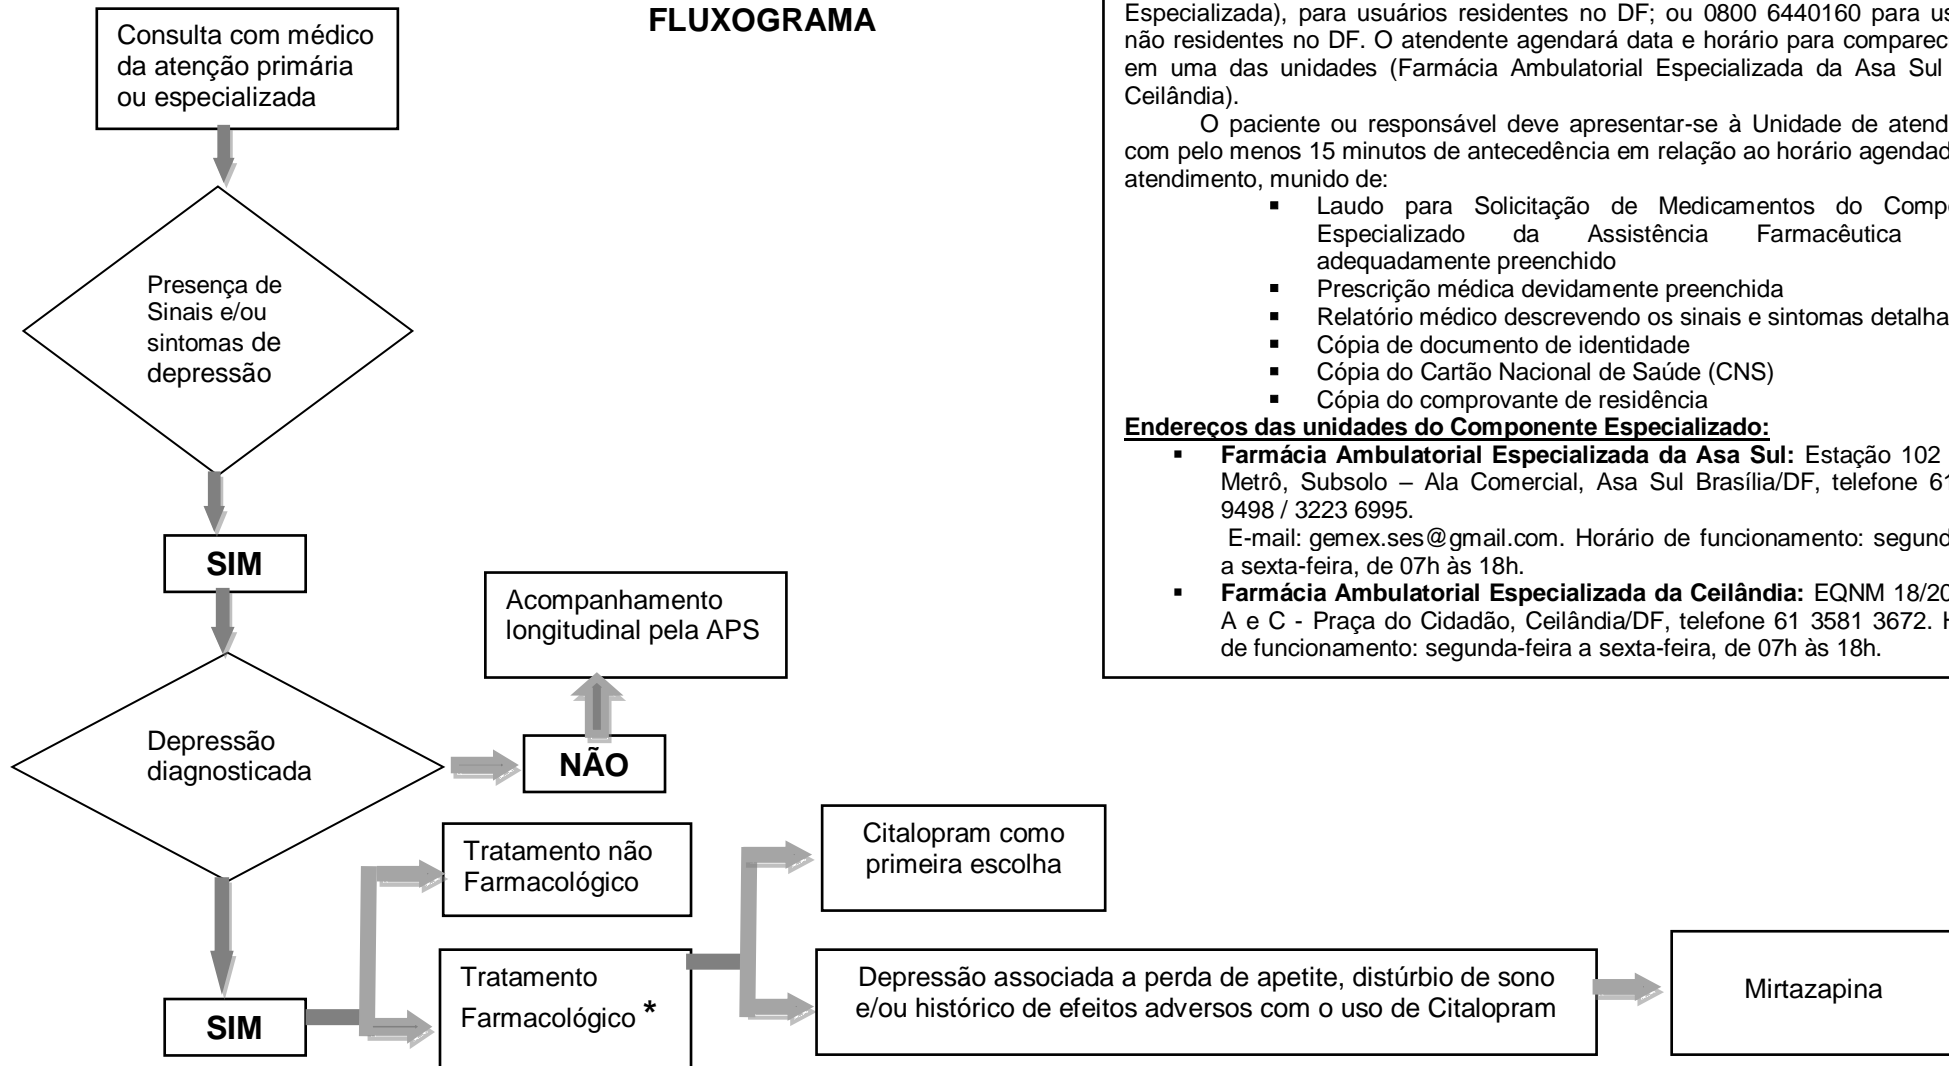 FLUXOGRAMA
Consulta com médico
da atenção primária
ou especializada
Presença de
Sinais e/ou
sintomas de
depressão
SIM
Depressão
diagnosticada
NÃO
Acompanhamento
longitudinal pela APS
SIM
Tratamento não
Farmacológico
Tratamento
Farmacológico *
Citalopram como
primeira escolha
Depressão associada a perda de apetite, distúrbio de sono
e/ou histórico de efeitos adversos com o uso de Citalopram
Mirtazapina
Especializada), para usuários residentes no DF; ou 0800 6440160 para
não residentes no DF. O atendente agendará data e horário para
em uma das unidades (Farmácia Ambulatorial Especializada da Asa Sul
Ceilândia).
O paciente ou responsável deve apresentar-se à Unidade de
com pelo menos 15 minutos de antecedência em relação ao horário
atendimento, munido de:
▪ Laudo para Solicitação de Medicamentos do
Especializado da Assistência Farmacêutica
adequadamente preenchido
▪ Prescrição médica devidamente preenchida
▪ Relatório médico descrevendo os sinais e sintomas
▪ Cópia de documento de identidade
▪ Cópia do Cartão Nacional de Saúde (CNS)
▪ Cópia do comprovante de residência
Endereços das unidades do Componente Especializado:
▪ Farmácia Ambulatorial Especializada da Asa Sul: Estação 102
Metrô, Subsolo – Ala Comercial, Asa Sul Brasília/DF, telefone 61
9498 / 3223 6995.
E-mail: gemex.ses@gmail.com. Horário de funcionamento:
a sexta-feira, de 07h às 18h.
▪ Farmácia Ambulatorial Especializada da Ceilândia: EQNM 18/20
A e C - Praça do Cidadão, Ceilândia/DF, telefone 61 3581 3672.
de funcionamento: segunda-feira a sexta-feira, de 07h às 18h.